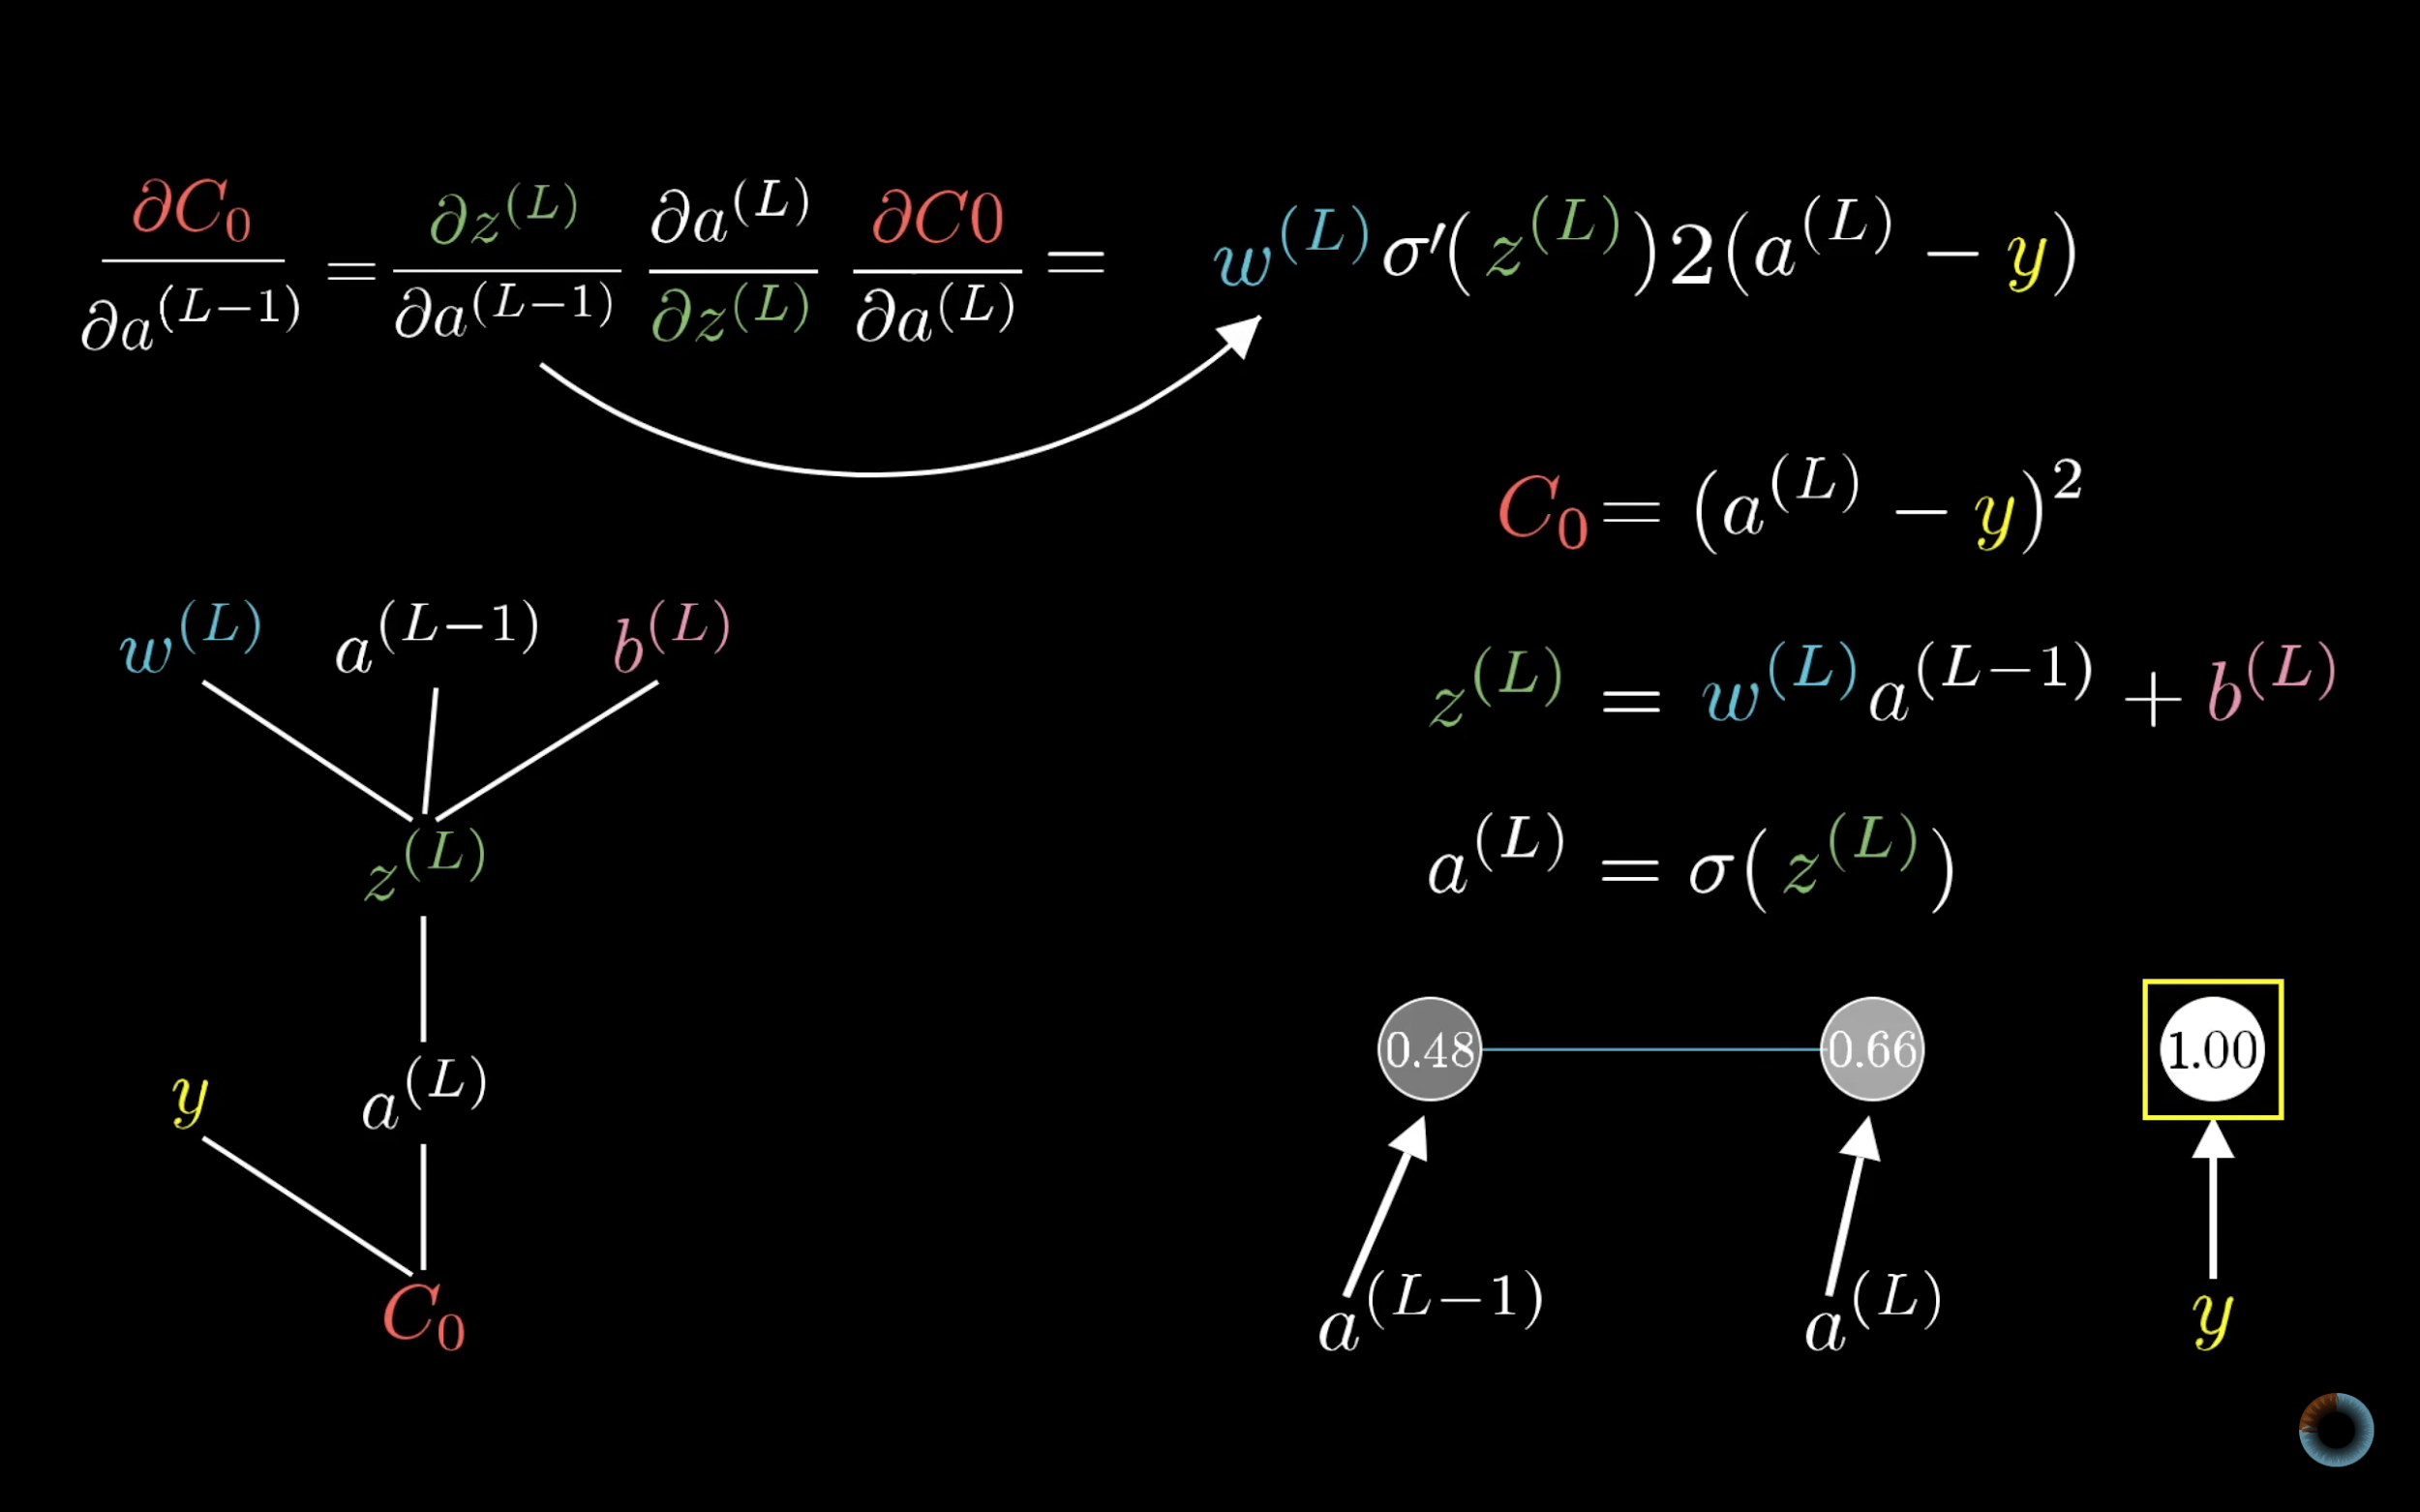 ∂C₀/∂a^(L−1) = ∂z^(L)/∂a^(L−1) ∂a^(L)/∂z^(L) ∂C0/∂a^(L) = w^(L) σ′(z^(L)) 2(a^(L) − y)
C₀ = (a^(L) − y)²
w^(L) a^(L−1) b^(L)
z^(L) = w^(L) a^(L−1) + b^(L)
z^(L)
a^(L) = σ(z^(L))
y a^(L)
0.48 0.66 1.00
C₀
a^(L−1) a^(L) y